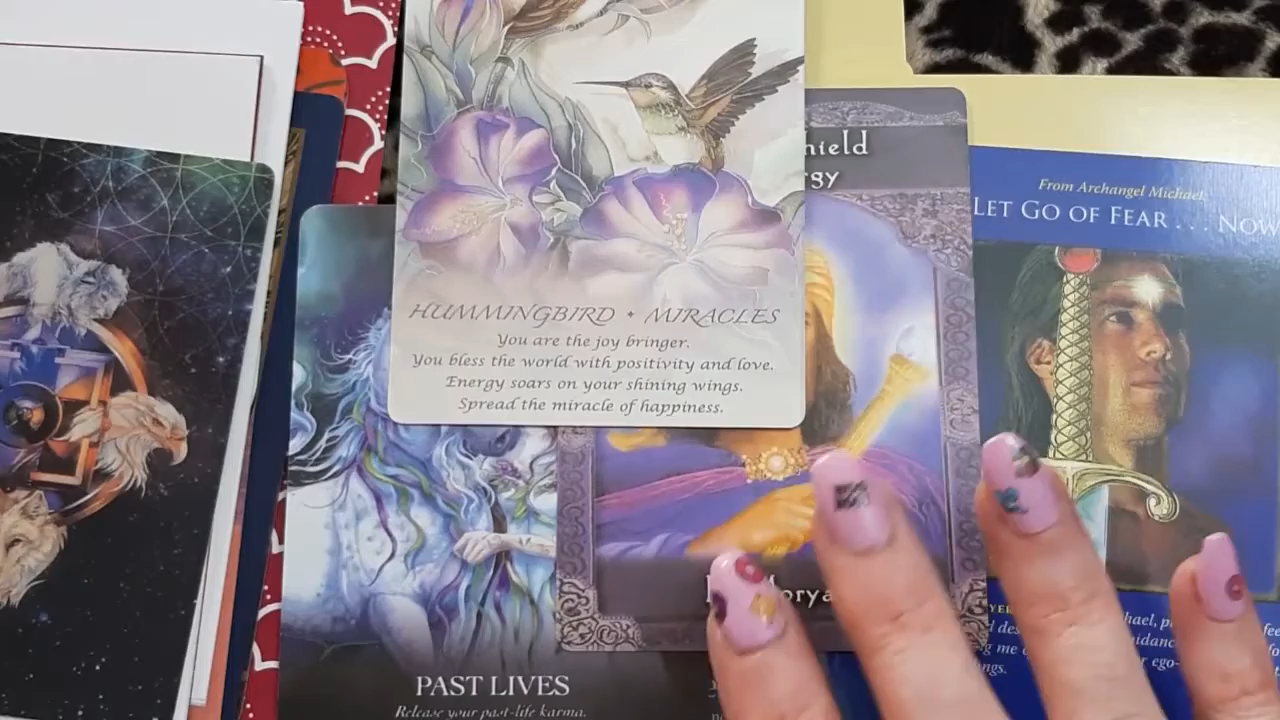 HUMMINGBIRD • MIRACLES
You are the joy bringer.
You bless the world with positivity and love.
Energy soars on your shining wings.
Spread the miracle of happiness.
From Archangel Michael
LET GO OF FEAR . . . NOW
PAST LIVES
Release your past-life karma.